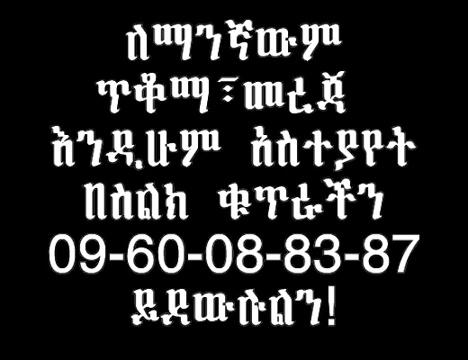 ለማንኛውም
ጥቆማ፣መረጃ
እንዲሁም አስተያየት
በስልክ ቁጥራችን
09-60-08-83-87
ይደውሉልን!